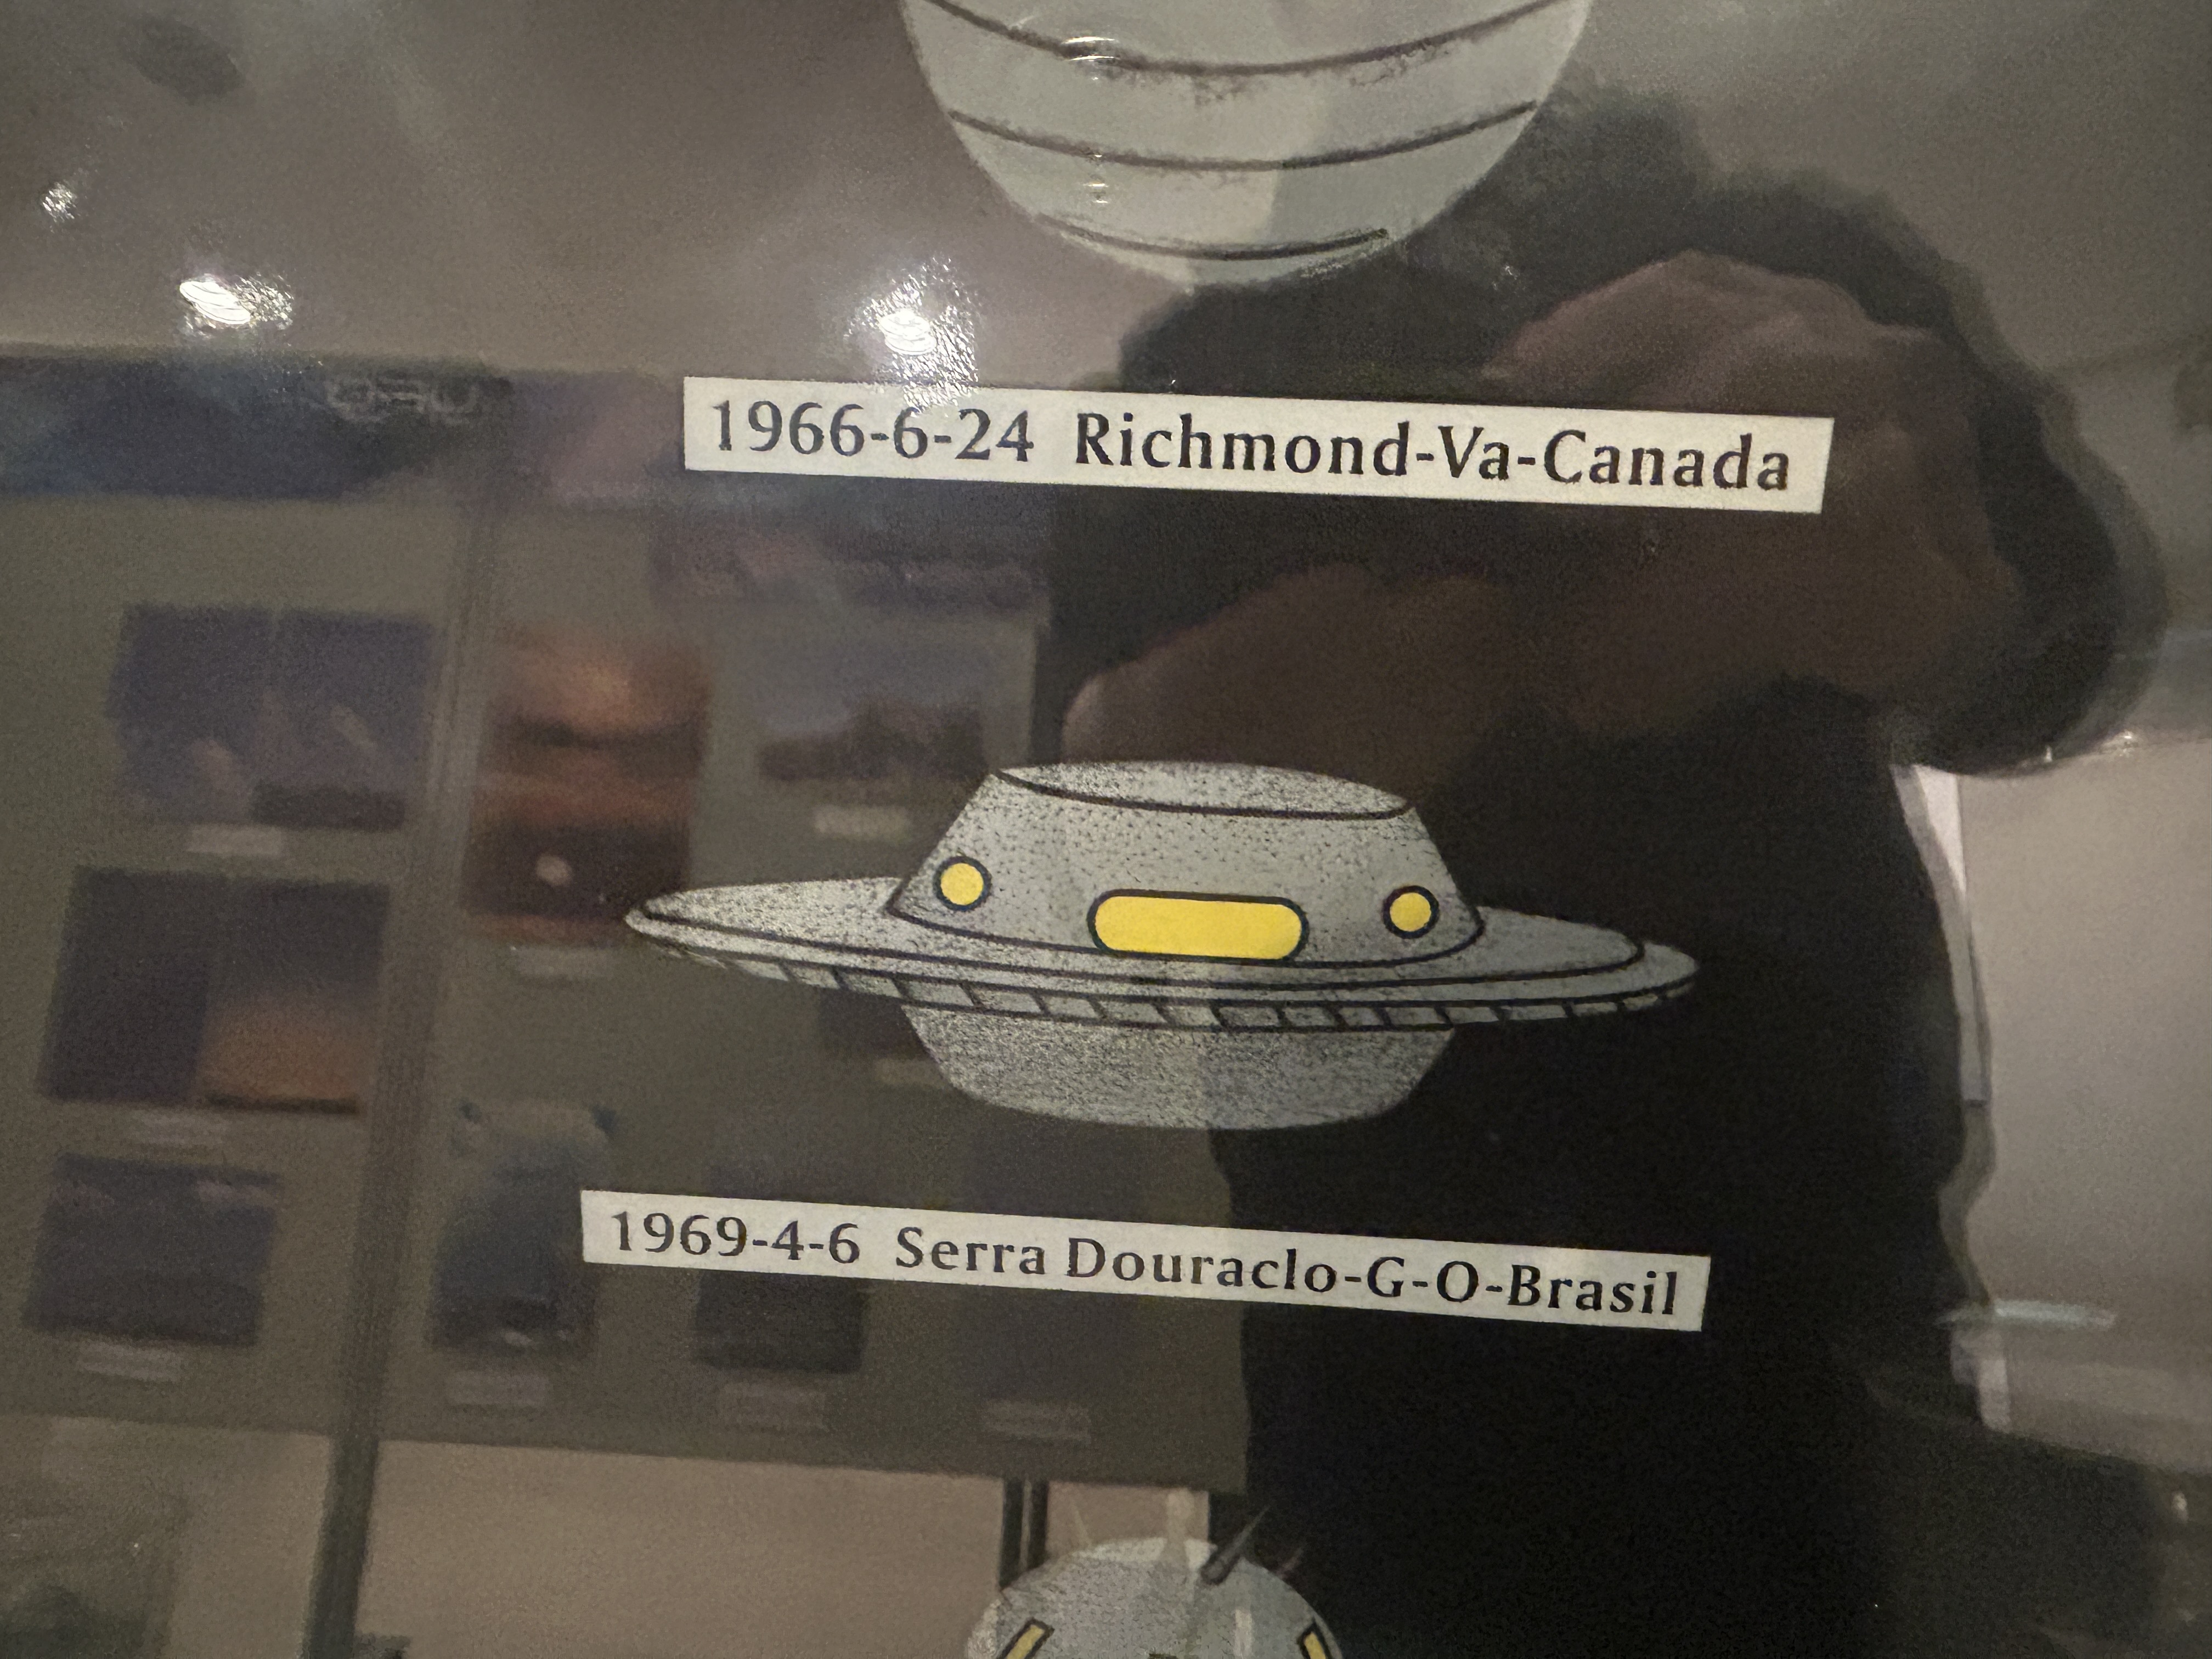 1966-6-24 Richmond-Va-Canada
1969-4-6 Serra Douraclo-G-O-Brasil